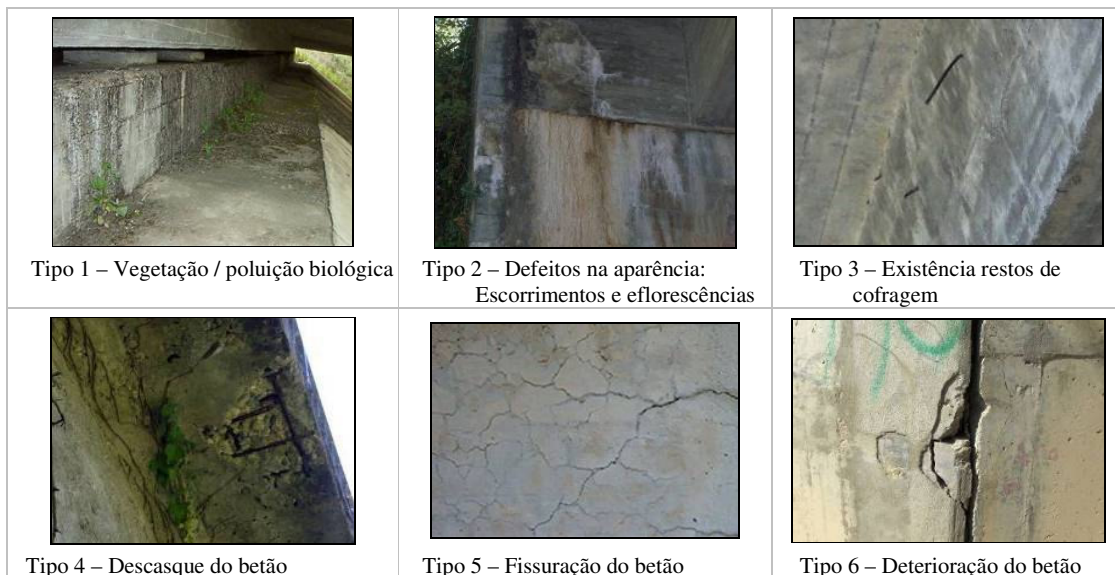 Tipo 1 – Vegetação / poluição biológica
Tipo 2 – Defeitos na aparência:
Escorrimentos e eflorescências
Tipo 3 – Existência restos de
cofragem
Tipo 4 – Descasque do betão
Tipo 5 – Fissuração do betão
Tipo 6 – Deterioração do betão